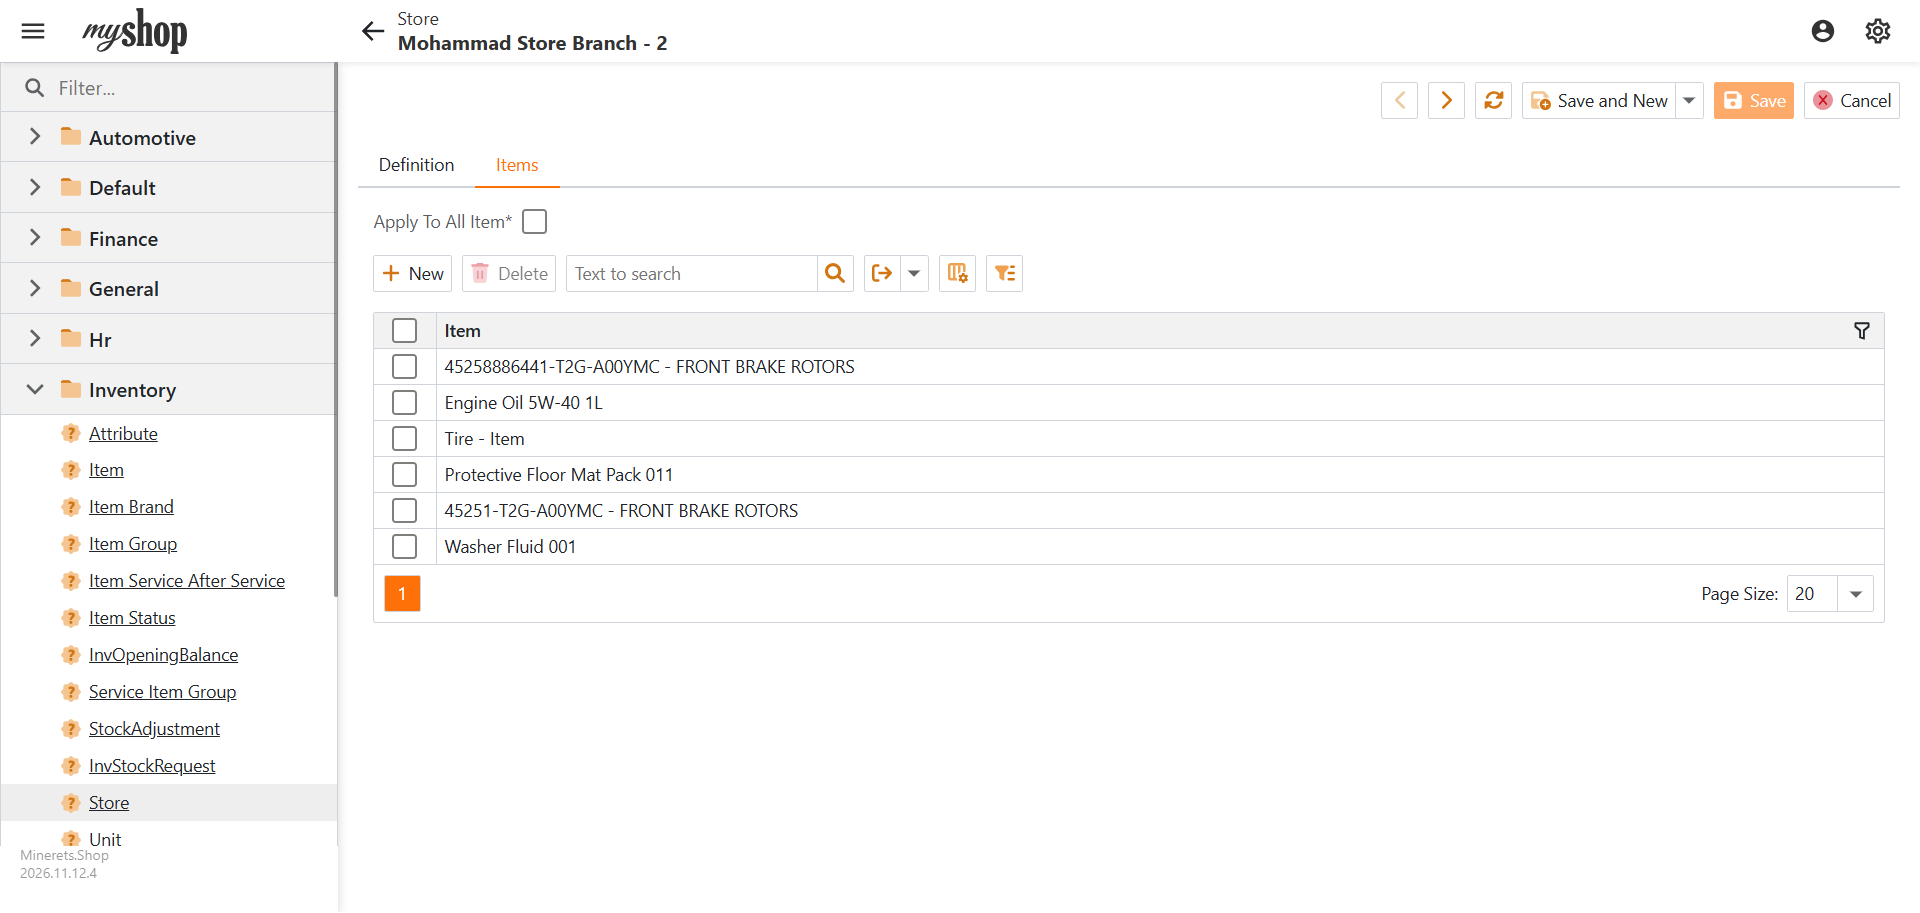 myshop
Store
Mohammad Store Branch - 2
Filter...
Automotive
Default
Finance
General
Hr
Inventory
Attribute
Item
Item Brand
Item Group
Item Service After Service
Item Status
InvOpeningBalance
Service Item Group
StockAdjustment
InvStockRequest
Store
Unit
Minerets.Shop
2026.11.12.4
Save and New
Save
Cancel
Definition
Items
Apply To All Item*
New
Delete
Text to search
Item
45258886441-T2G-A00YMC - FRONT BRAKE ROTORS
Engine Oil 5W-40 1L
Tire - Item
Protective Floor Mat Pack 011
45251-T2G-A00YMC - FRONT BRAKE ROTORS
Washer Fluid 001
1
Page Size: 20